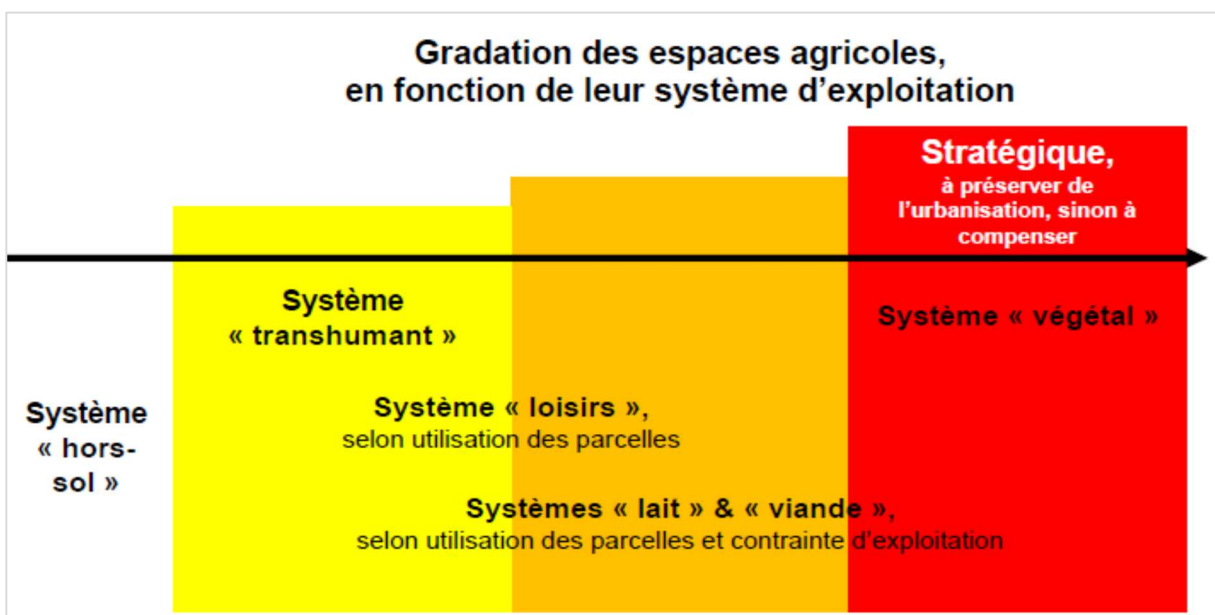 Gradation des espaces agricoles,
en fonction de leur système d’exploitation
Stratégique,
à préserver de
l’urbanisation, sinon à
compenser
Système
« transhumant »
Système « végétal »
Système
« hors-
sol »
Système « loisirs »,
selon utilisation des parcelles
Systèmes « lait » & « viande »,
selon utilisation des parcelles et contrainte d’exploitation